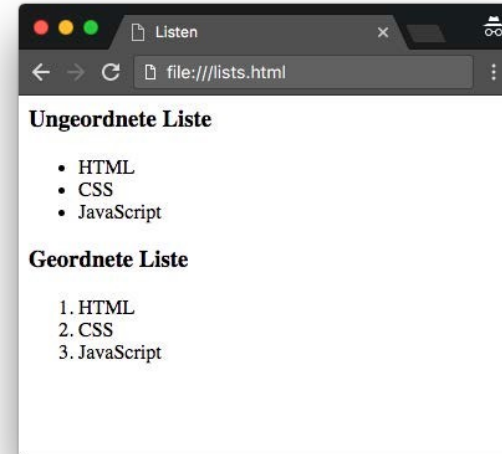 Listen
file:///lists.html
Ungeordnete Liste
• HTML
• CSS
• JavaScript
Geordnete Liste
1. HTML
2. CSS
3. JavaScript